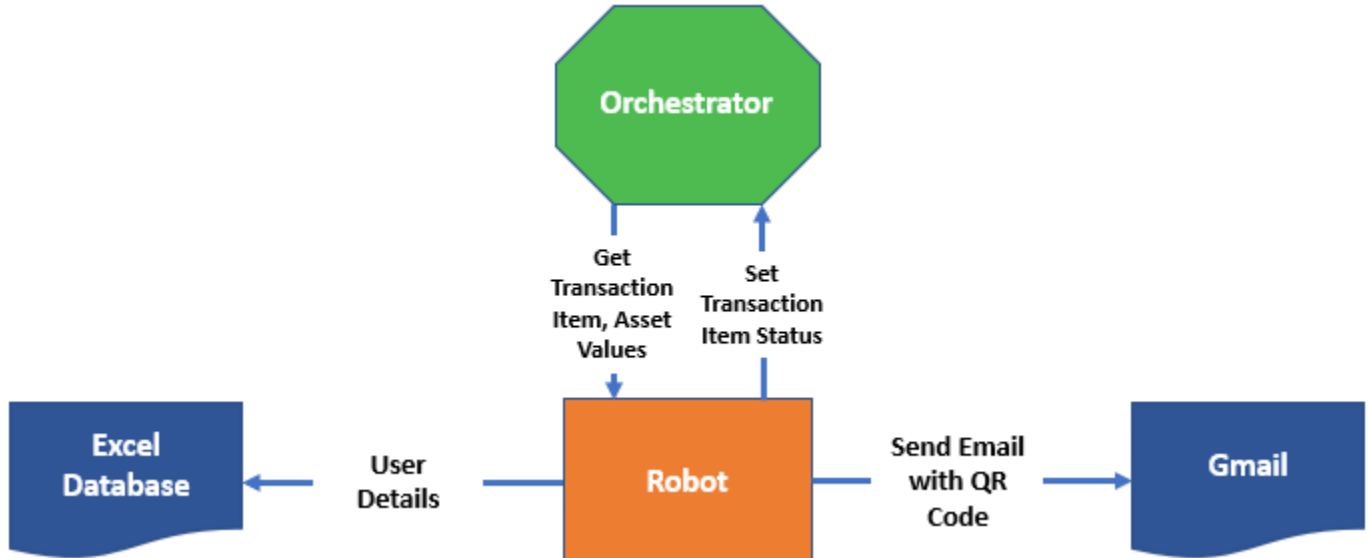 Orchestrator
Get
Transaction
Item, Asset
Values
Set
Transaction
Item Status
Excel
Database
User
Details
Robot
Send Email
with QR
Code
Gmail